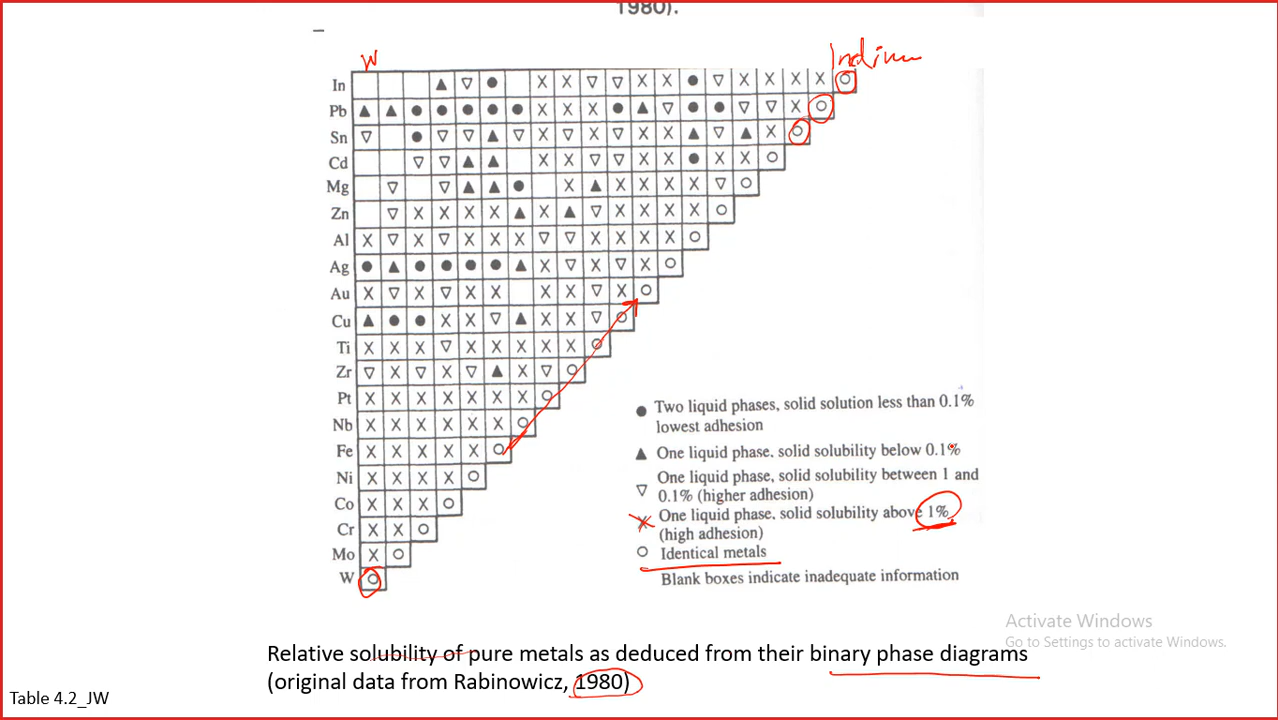 1980).
W
Indium
In
Pb
Sn
Cd
Mg
Zn
Al
Ag
Au
Cu
Ti
Zr
Pt
Nb
Fe
Ni
Co
Cr
Mo
W
● Two liquid phases, solid solution less than 0.1%
lowest adhesion
▲ One liquid phase, solid solubility below 0.1%
One liquid phase, solid solubility between 1 and
▽ 0.1% (higher adhesion)
X One liquid phase, solid solubility above 1%
(high adhesion)
○ Identical metals
Blank boxes indicate inadequate information
Activate Windows
Go to Settings to activate Windows.
Relative solubility of pure metals as deduced from their binary phase diagrams
(original data from Rabinowicz, 1980)
Table 4.2_JW